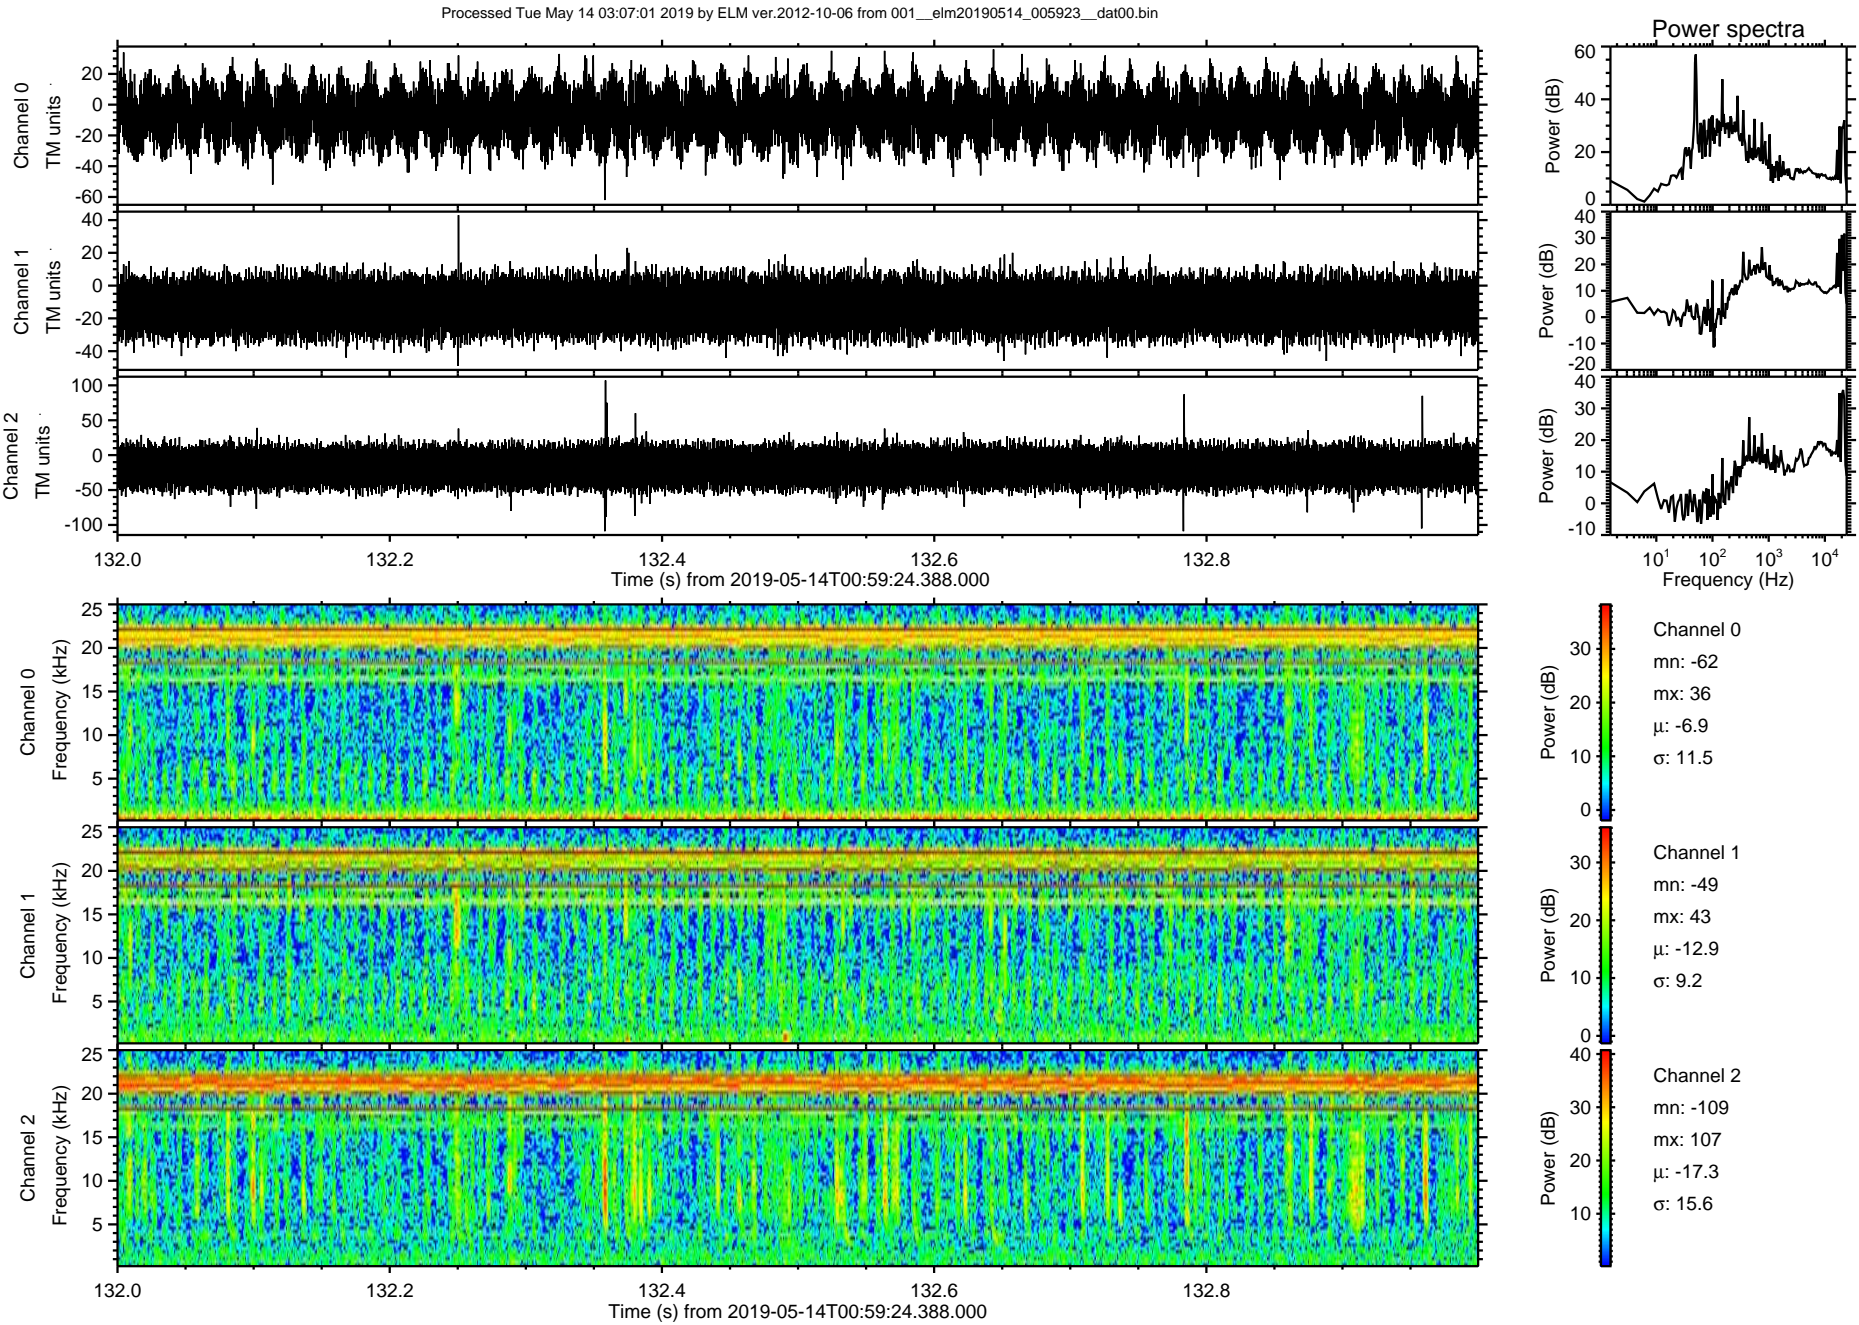 Processed Tue May 14 03:07:01 2019 by ELM ver.2012-10-06 from 001__elm20190514_005923__dat00.bin
Power spectra
Channel 0
TM units
20
0
-20
-40
-60
Power (dB)
60
40
20
0
Channel 1
TM units
40
20
0
-20
-40
Power (dB)
40
30
20
10
0
-10
-20
Channel 2
TM units
100
50
0
-50
-100
Power (dB)
40
30
20
10
0
-10
132.0 132.2 132.4 132.6 132.8
Time (s) from 2019-05-14T00:59:24.388.000
10^1 10^2 10^3 10^4
Frequency (Hz)
Channel 0
Frequency (kHz)
25
20
15
10
5
Power (dB)
30
20
10
0
Channel 0
mn: -62
mx: 36
μ: -6.9
σ: 11.5
Channel 1
Frequency (kHz)
25
20
15
10
5
Power (dB)
30
20
10
0
Channel 1
mn: -49
mx: 43
μ: -12.9
σ: 9.2
Channel 2
Frequency (kHz)
25
20
15
10
5
Power (dB)
40
30
20
10
Channel 2
mn: -109
mx: 107
μ: -17.3
σ: 15.6
132.0 132.2 132.4 132.6 132.8
Time (s) from 2019-05-14T00:59:24.388.000